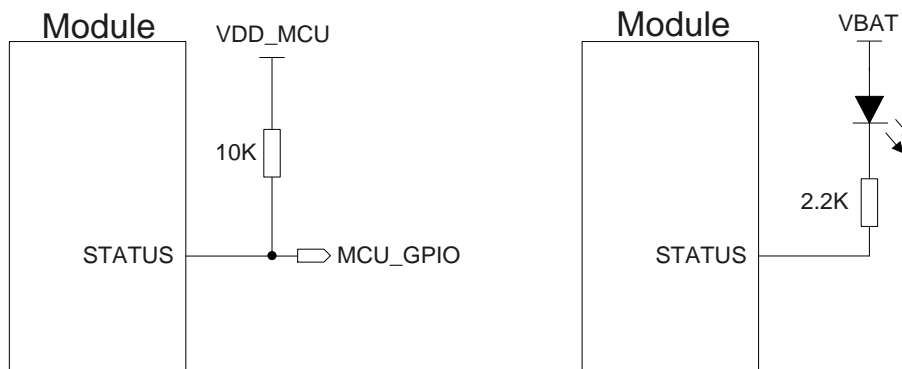 Module
VDD_MCU
10K
STATUS
MCU_GPIO
Module
VBAT
2.2K
STATUS